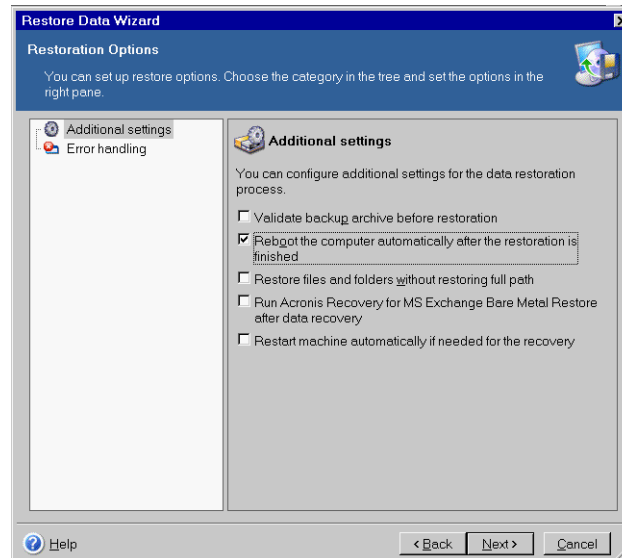 Restore Data Wizard
Restoration Options
You can set up restore options. Choose the category in the tree and set the options in the
right pane.
Additional settings
Error handling
Additional settings
You can configure additional settings for the data restoration
process.
Validate backup archive before restoration
Reboot the computer automatically after the restoration is
finished
Restore files and folders without restoring full path
Run Acronis Recovery for MS Exchange Bare Metal Restore
after data recovery
Restart machine automatically if needed for the recovery
Help
< Back
Next >
Cancel